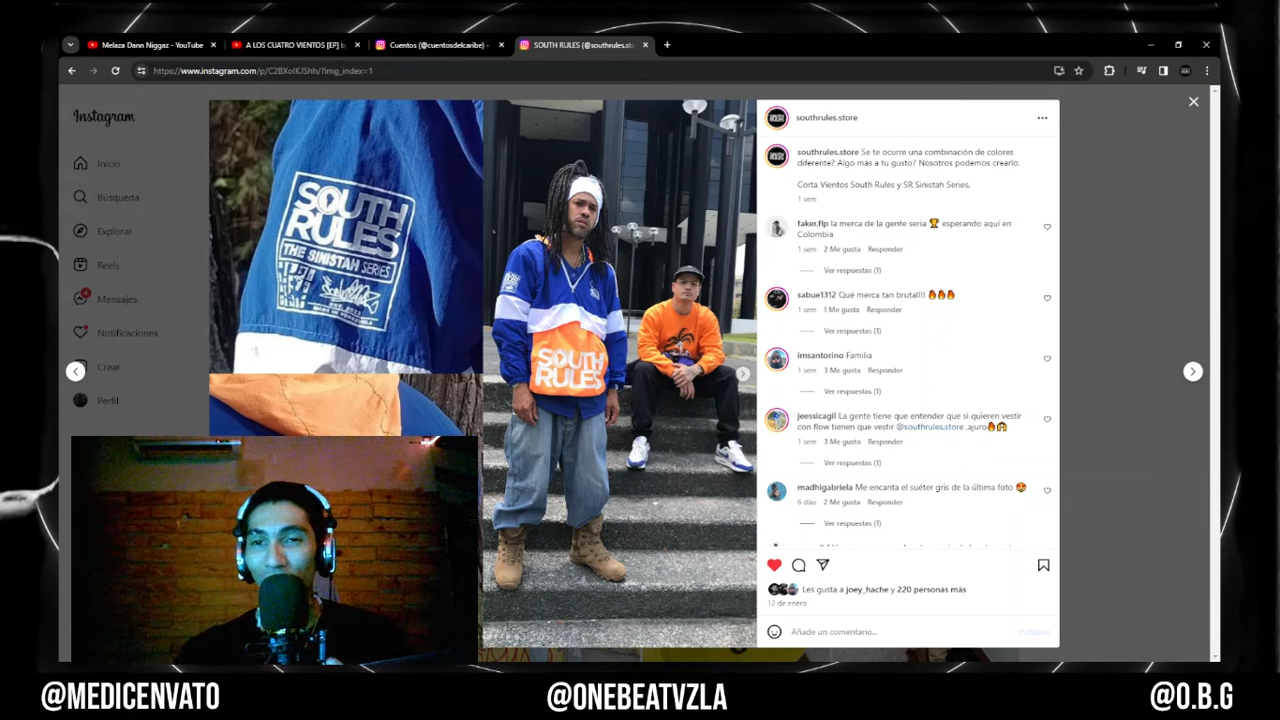 Melaza Dann Niggaz - YouTube
A LOS CUATRO VIENTOS [EP] b
Cuentos (@cuentosdelcaribe) •
SOUTH RULES (@southrules.sto
https://www.instagram.com/p/C2BXolKJShh/?img_index=1
Instagram
Inicio
Búsqueda
Explorar
Reels
4
Mensajes
Notificaciones
Crear
Perfil
SOUTH
RULES
THE SINISTAH SERIES
MADE IN VENEZUELA
SOUTH
RULES
southrules.store
southrules.store Se te ocurre una combinación de colores
diferente? Algo más a tu gusto? Nosotros podemos crearlo.
Corta Vientos South Rules y SR Sinistah Series.
1 sem
faker.flp la merca de la gente seria 🏆 esperando aquí en
Colombia
1 sem 2 Me gusta Responder
Ver respuestas (1)
sabue1312 Qué merca tan brutal!!! 🔥🔥🔥
1 sem 1 Me gusta Responder
Ver respuestas (1)
imsantorino Familia
1 sem 3 Me gusta Responder
Ver respuestas (1)
jeessicagil La gente tiene que entender que si quieren vestir
con flow tienen que vestir @southrules.store ,ajuro🔥
1 sem 3 Me gusta Responder
Ver respuestas (1)
madhigabriela Me encanta el suéter gris de la última foto 😍
6 días 2 Me gusta Responder
Ver respuestas (1)
Les gusta a joey_hache y 220 personas más
12 de enero
Añade un comentario...
Publicar
@MEDICENVATO
@ONEBEATVZLA
@O.B.G